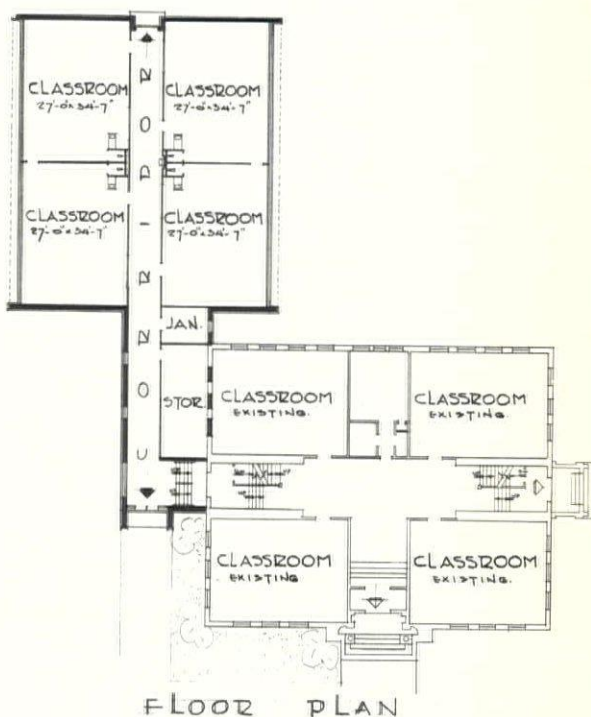 CLASSROOM
27'-0"x34'-7"
CLASSROOM
27'-0"x34'-7"
CLASSROOM
27'-0"x34'-7"
CLASSROOM
27'-0"x34'-7"
CORRIDOR
JAN.
STOR.
CLASSROOM
EXISTING.
CLASSROOM
EXISTING.
CLASSROOM
EXISTING
CLASSROOM
EXISTING.
FLOOR PLAN